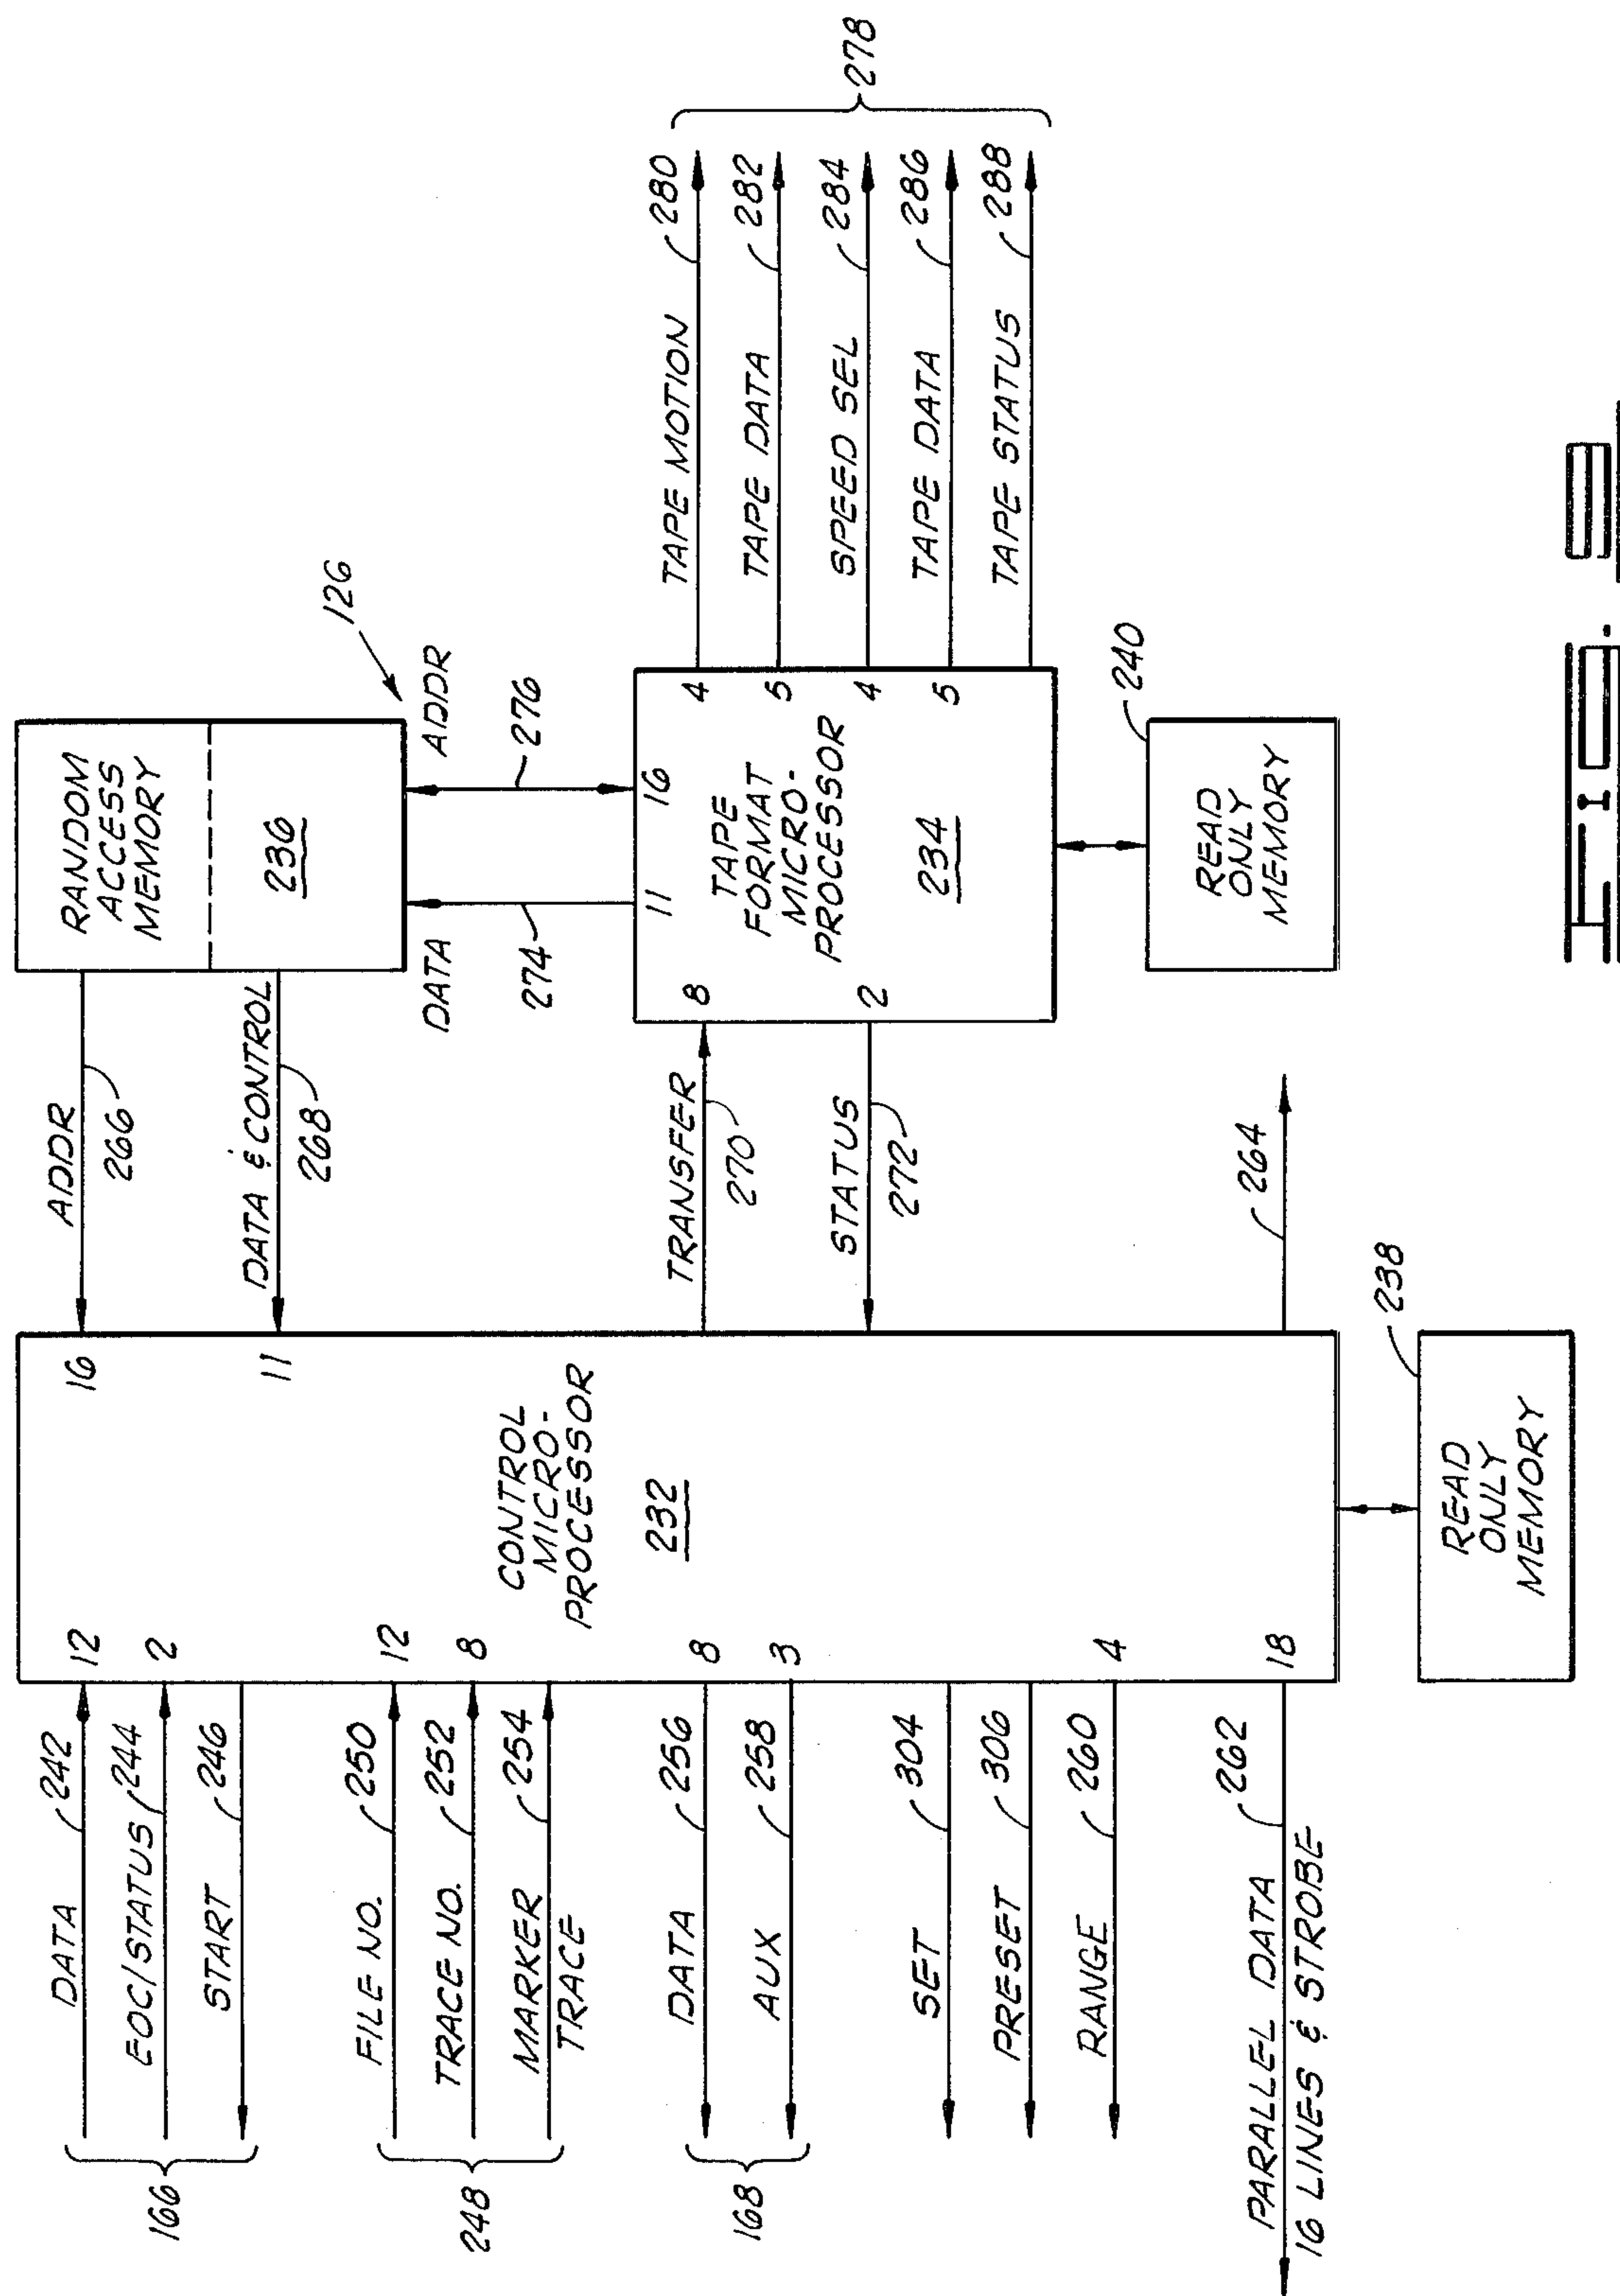 DATA 242 12
EOC/STATUS 244 2
START 246
166
FILE NO. 250 12
TRACE NO. 252 8
MARKER 254
TRACE
248
DATA 256 8
AUX 258 3
168
SET 304
PRESET 306
RANGE 260 4
PARALLEL DATA 262 18
16 LINES & STROBE
CONTROL
MICRO-
PROCESSOR
232
READ
ONLY
MEMORY
238
16 ADDR
266
11 DATA & CONTROL
268
TRANSFER 8
270
STATUS 2
272
264
RANDOM
ACCESS
MEMORY
236
126
DATA
274
11
ADDR
276
16
TAPE
FORMAT
MICRO-
PROCESSOR
234
READ
ONLY
MEMORY
240
4 TAPE MOTION 280
5 TAPE DATA 282
4 SPEED SEL 284
5 TAPE DATA 286
TAPE STATUS 288
278